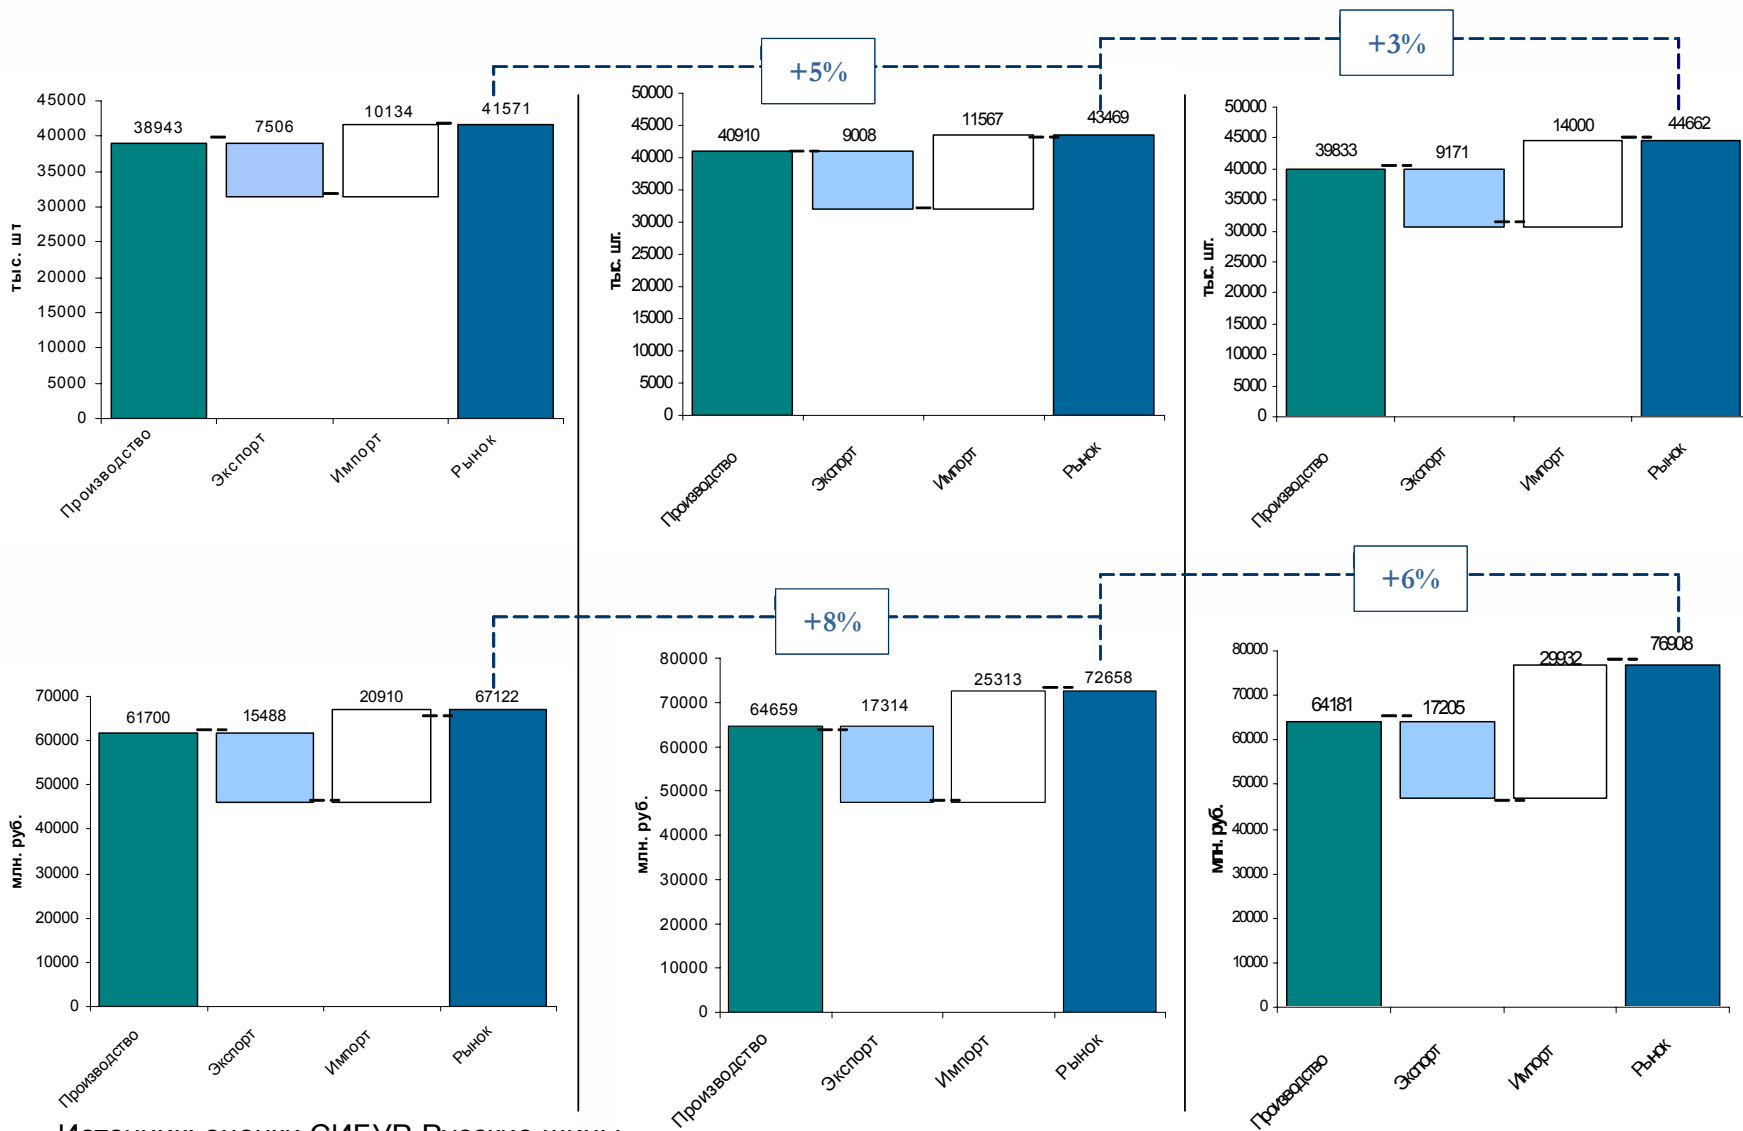 +3%
+5%
45000
40000
35000
30000
25000
20000
15000
10000
5000
0
тыс. шт
38943
7506
10134
41571
Производство
Экспорт
Импорт
Рынок
50000
45000
40000
35000
30000
25000
20000
15000
10000
5000
0
тыс. шт.
40910
9008
11567
43469
Производство
Экспорт
Импорт
Рынок
50000
45000
40000
35000
30000
25000
20000
15000
10000
5000
0
тыс. шт.
39833
9171
14000
44662
Производство
Экспорт
Импорт
Рынок
+6%
+8%
70000
60000
50000
40000
30000
20000
10000
0
млн. руб.
61700
15488
20910
67122
Производство
Экспорт
Импорт
Рынок
80000
70000
60000
50000
40000
30000
20000
10000
0
млн. руб.
64659
17314
25313
72658
Производство
Экспорт
Импорт
Рынок
80000
70000
60000
50000
40000
30000
20000
10000
0
млн. руб.
64181
17205
29932
76908
Производство
Экспорт
Импорт
Рынок
Источник: оценки СИБУР-Русские шины